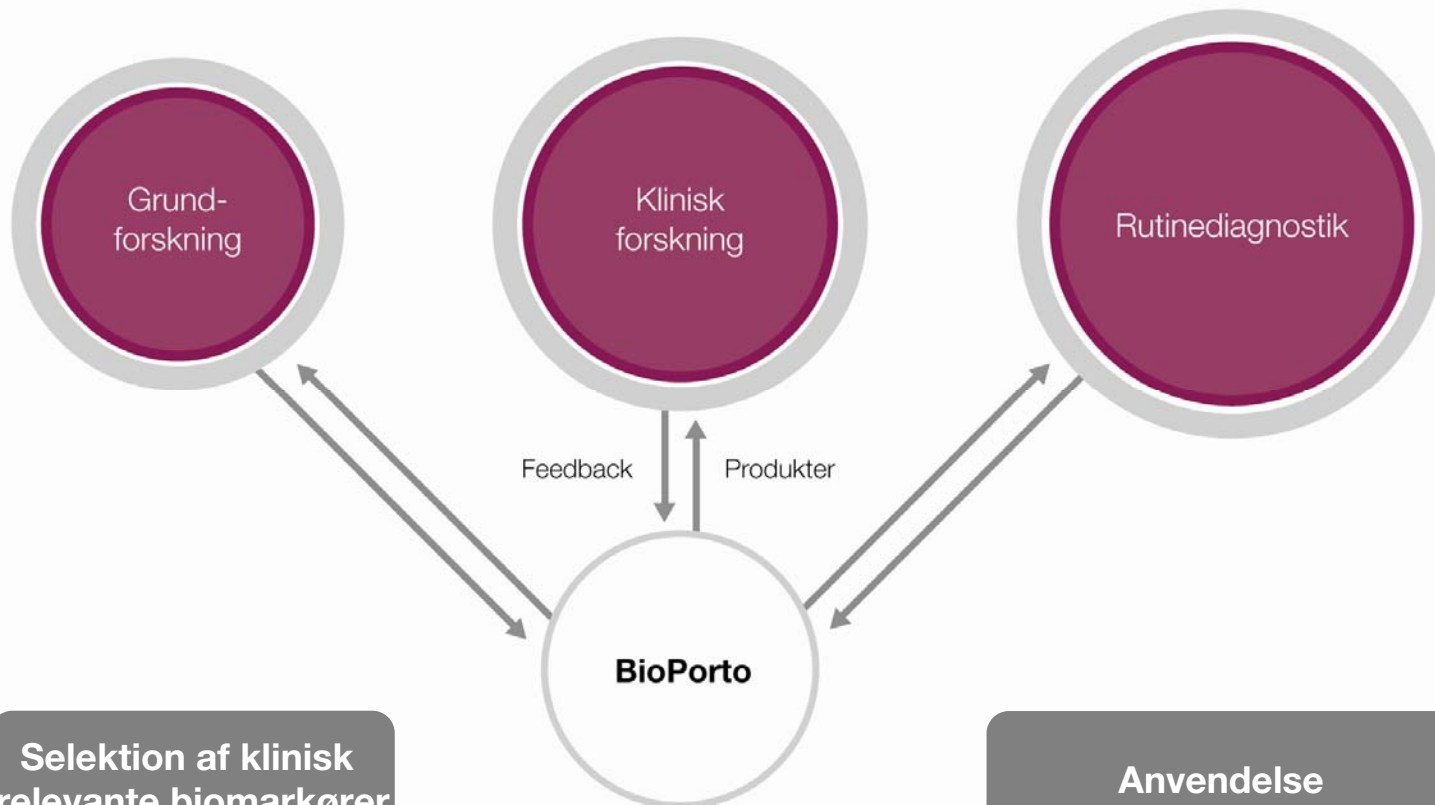 Grund-
forskning
Klinisk
forskning
Rutinediagnostik
Feedback
Produkter
BioPorto
Selektion af klinisk
relevante biomarkører
Anvendelse